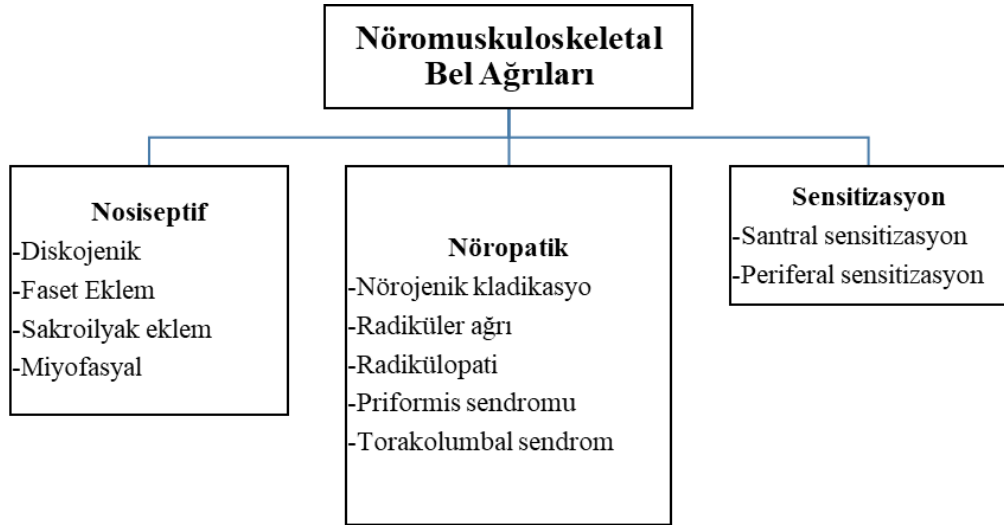 Nöromuskuloskeletal
Bel Ağrıları
Nosiseptif
-Diskojenik
-Faset Eklem
-Sakroilyak eklem
-Miyofasyal
Nöropatik
-Nörojenik kladikasyo
-Radiküler ağrı
-Radikülopati
-Priformis sendromu
-Torakolumbal sendrom
Sensitizasyon
-Santral sensitizasyon
-Periferal sensitizasyon